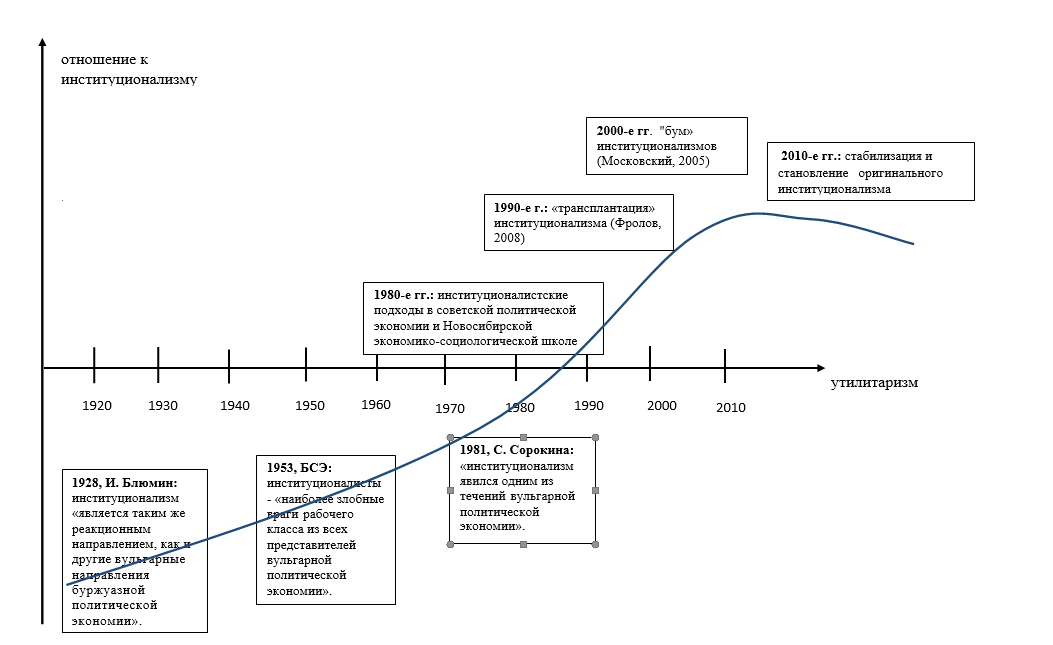 отношение к
институционализму
2000-е гг.  "бум»
институционализмов
(Московский, 2005)
2010-е гг.: стабилизация и
становление   оригинального
институционализма
1990-е г.: «трансплантация»
институционализма (Фролов,
2008)
1980-е гг.: институционалистские
подходы в советской политической
экономии и Новосибирской
экономико-социологической школе
утилитаризм
1920 1930 1940 1950 1960 1970 1980 1990 2000 2010
1928, И. Блюмин:
институционализм
«является таким же
реакционным
направлением, как и
другие вульгарные
направления
буржуазной
политической
экономии».
1953, БСЭ:
институционалисты
- «наиболее злобные
враги рабочего
класса из всех
представителей
вульгарной
политической
экономии».
1981, С. Сорокина:
«институционализм
явился одним из
течений вульгарной
политической
экономии».